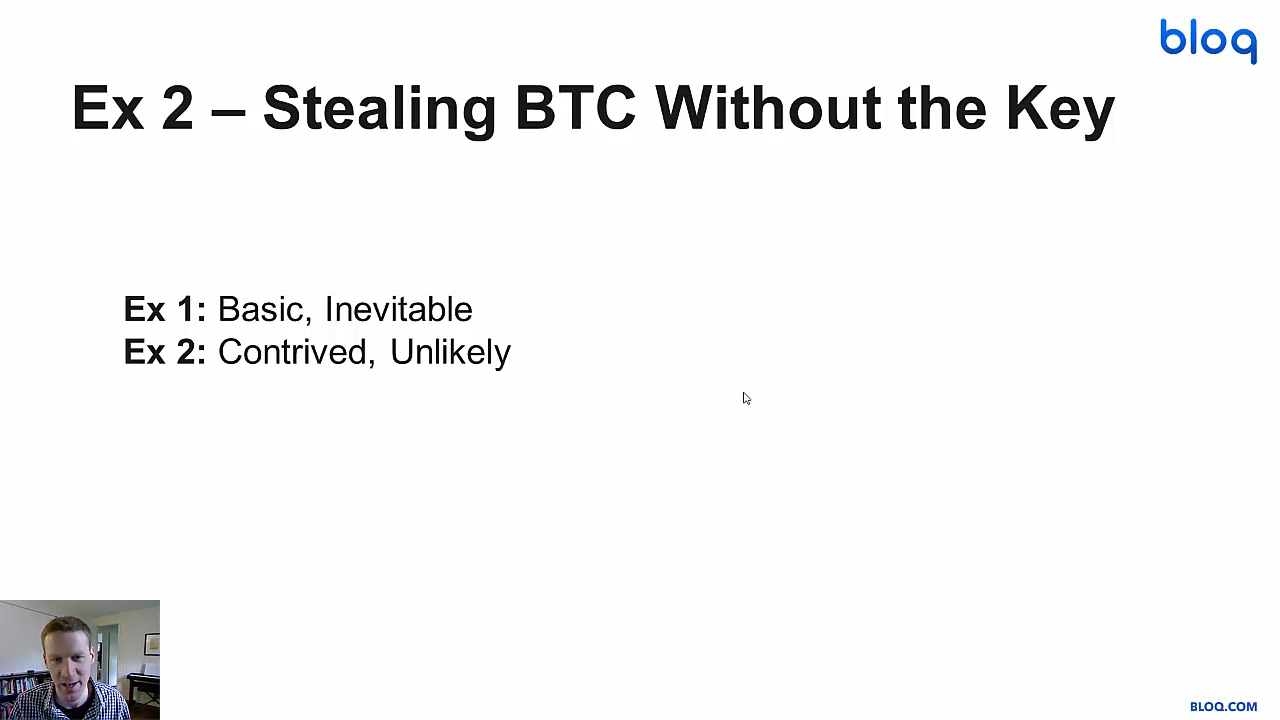 bloq
Ex 2 – Stealing BTC Without the Key
Ex 1: Basic, Inevitable
Ex 2: Contrived, Unlikely
BLOQ.COM